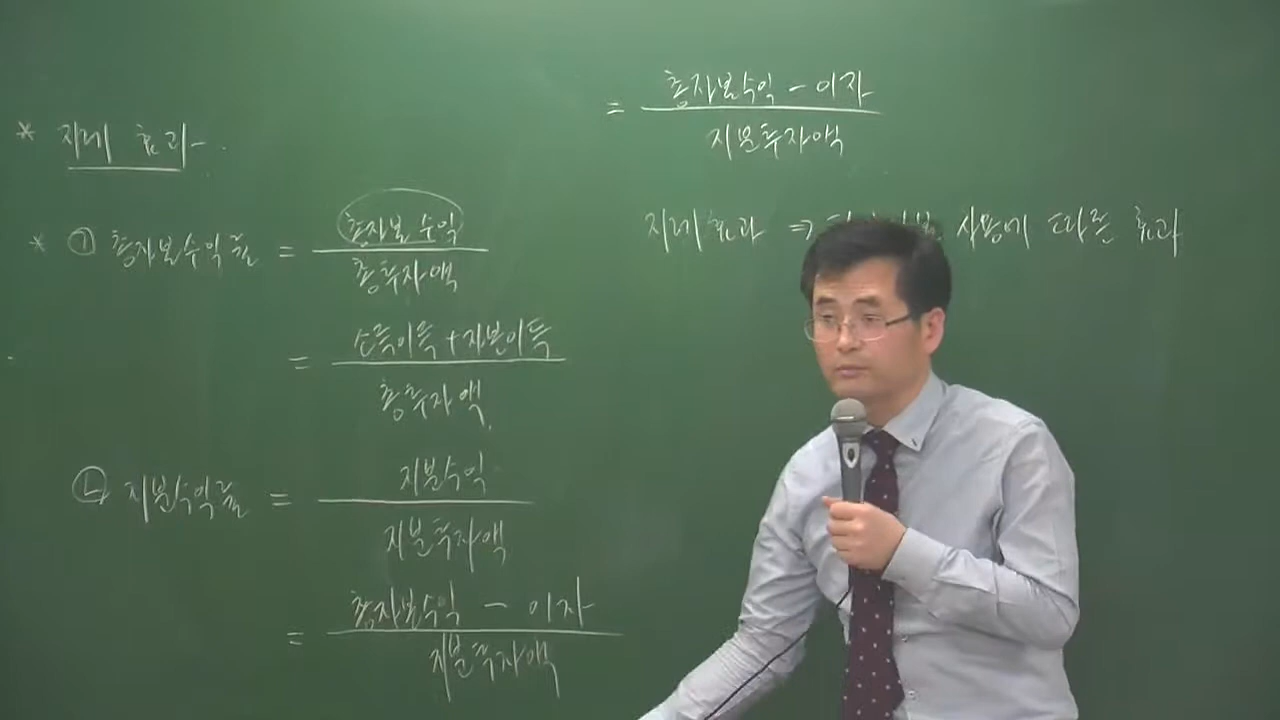 * 지레 효과
* ㉠ 총자본수익률 = 총자본수익
총투자액
= 소득이득 + 자본이득
총투자액
㉡ 지분수익률 = 지분수익
지분투자액
= 총자본수익 - 이자
지분투자액
= 총자본수익 - 이자
지분투자액
지레효과 ⇒ 사용에 따른 효과